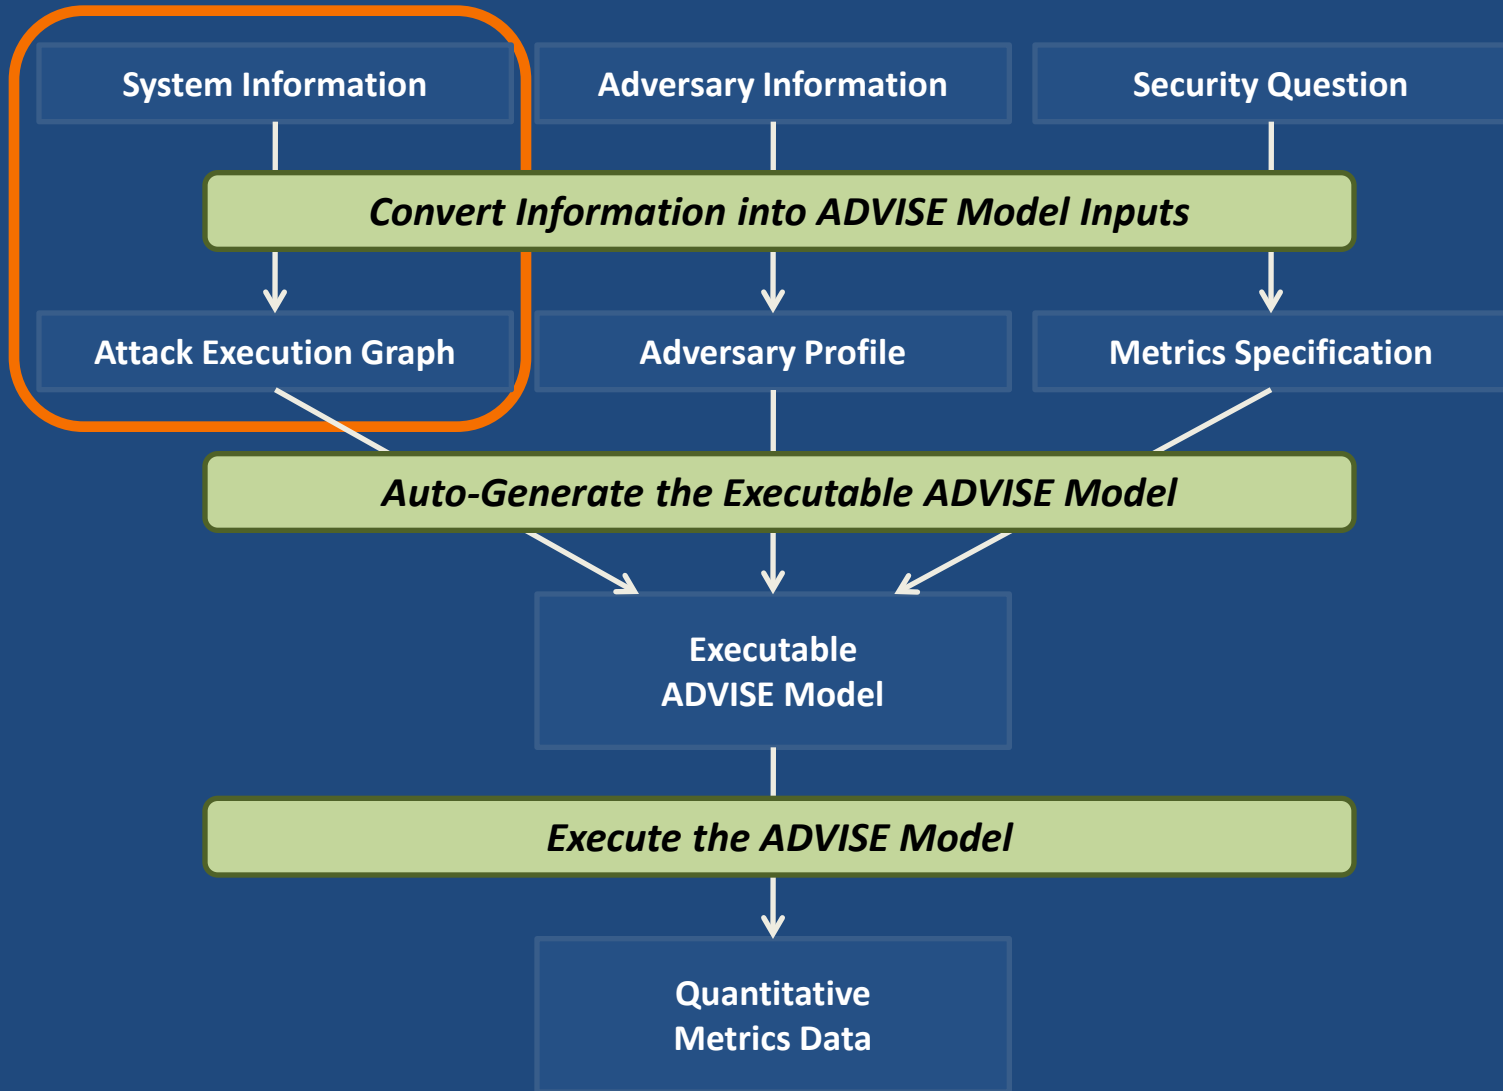 System Information
Adversary Information
Security Question
Convert Information into ADVISE Model Inputs
Attack Execution Graph
Adversary Profile
Metrics Specification
Auto-Generate the Executable ADVISE Model
Executable
ADVISE Model
Execute the ADVISE Model
Quantitative
Metrics Data